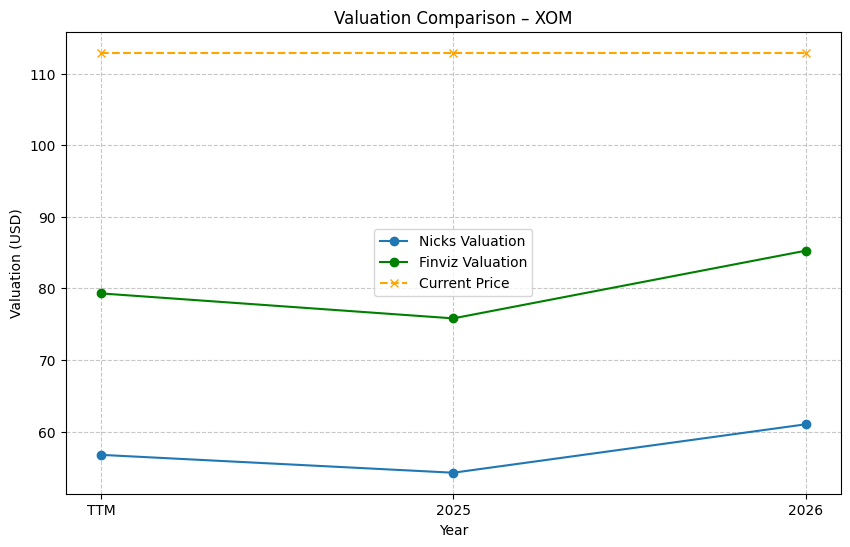 Valuation Comparison – XOM
Valuation (USD)
110
100
90
80
70
60
Nicks Valuation
Finviz Valuation
Current Price
TTM
2025
2026
Year